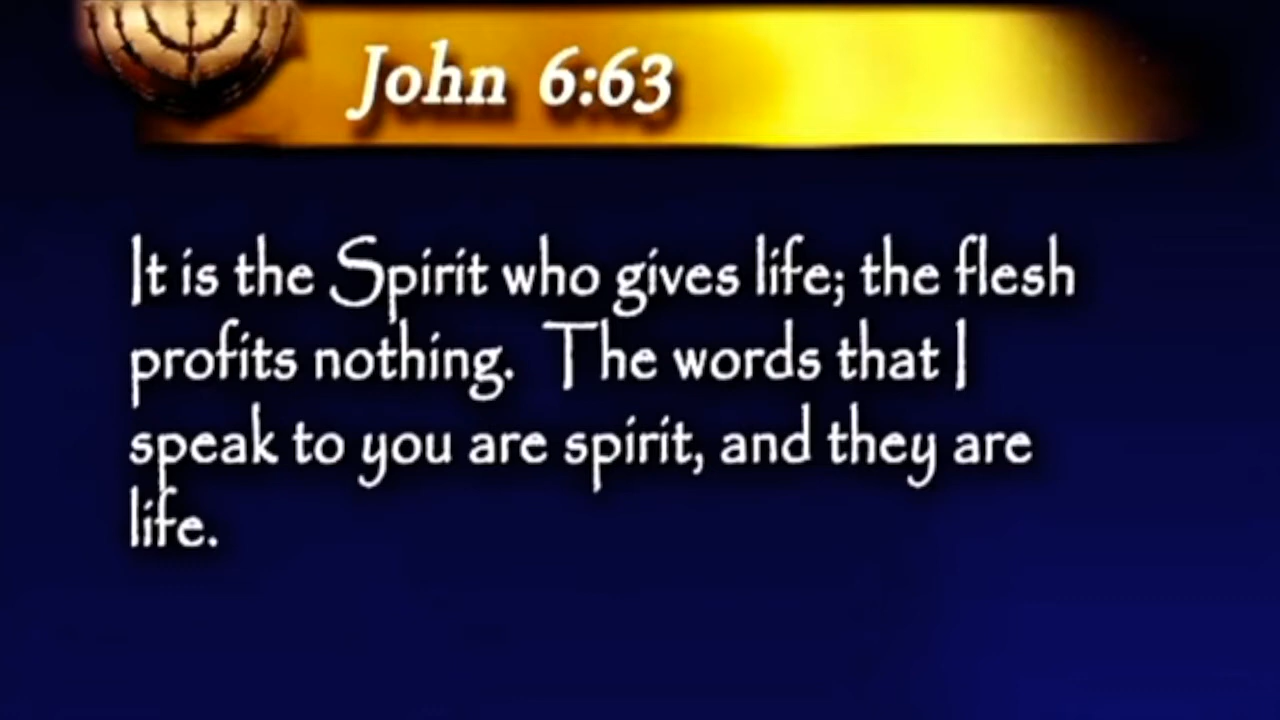 John 6:63
It is the Spirit who gives life; the flesh
profits nothing.  The words that I
speak to you are spirit, and they are
life.